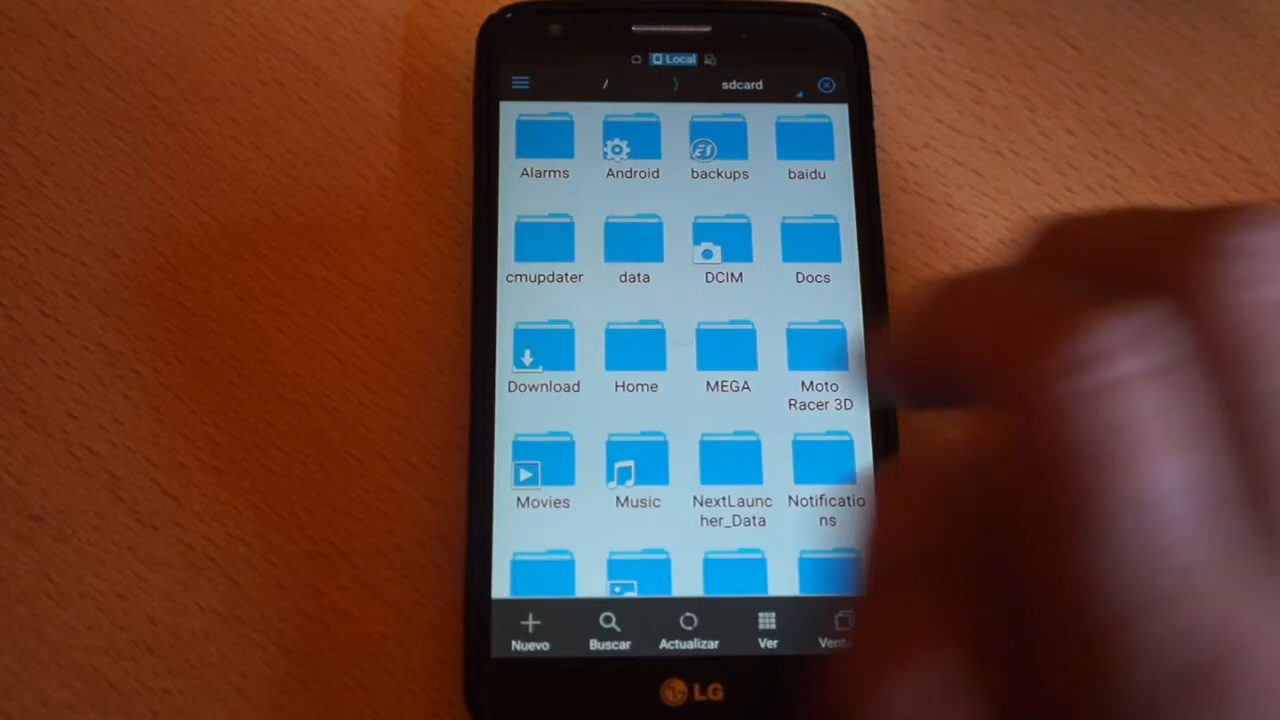 Local
/ sdcard
Alarms Android backups baidu
cmupdater data DCIM Docs
Download Home MEGA Moto
Racer 3D
Movies Music NextLaunc Notificatio
her_Data ns
Nuevo Buscar Actualizar Ver
LG